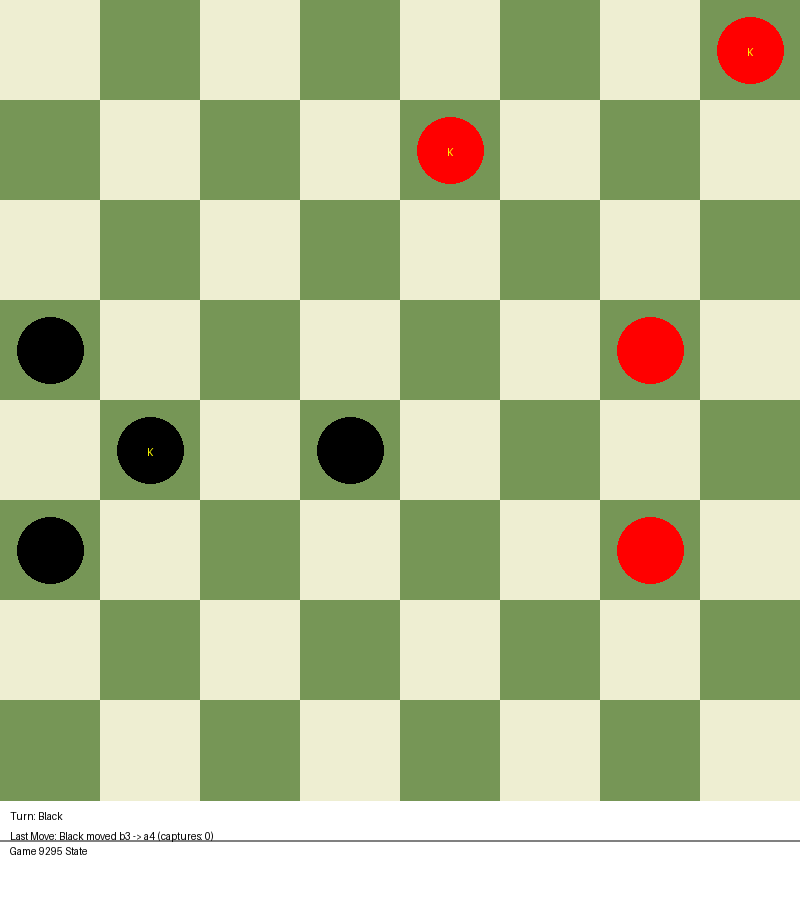 K
K
K
Turn: Black
Last Move: Black moved b3 -> a4 (captures: 0)
Game 9295 State